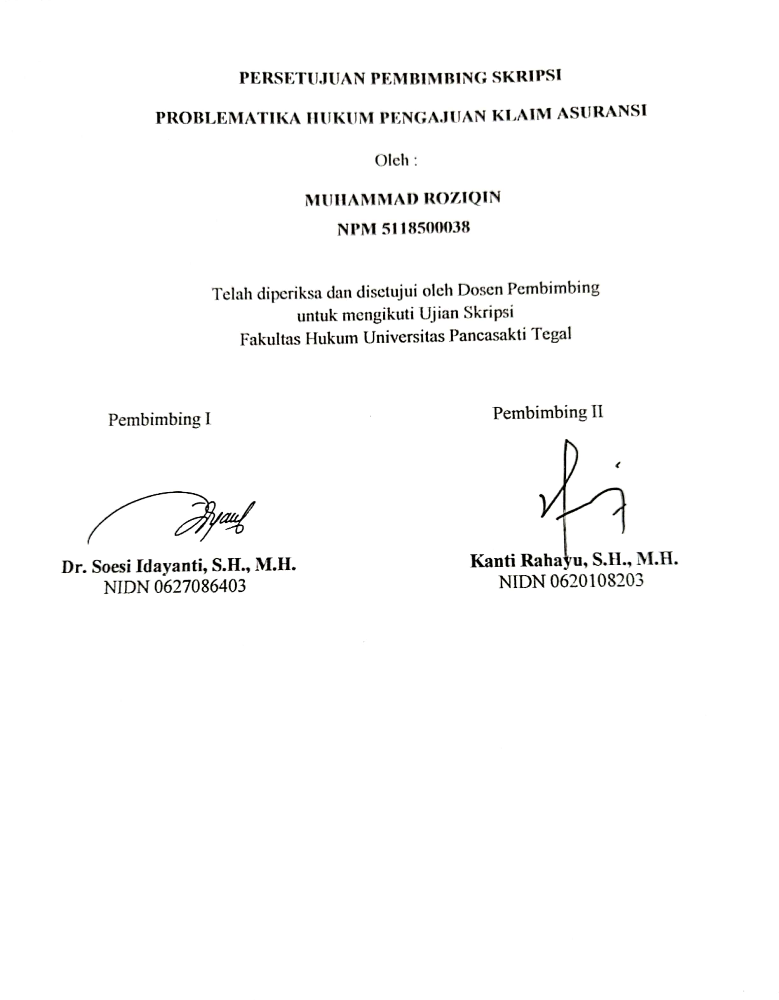 PERSETUJUAN PEMBIMBING SKRIPSI
PROBLEMATIKA HUKUM PENGAJUAN KLAIM ASURANSI
Oleh :
MUHAMMAD ROZIQIN
NPM 5118500038
Telah diperiksa dan disetujui oleh Dosen Pembimbing
untuk mengikuti Ujian Skripsi
Fakultas Hukum Universitas Pancasakti Tegal
Pembimbing I
Pembimbing II
Dr. Soesi Idayanti, S.H., M.H.
NIDN 0627086403
Kanti Rahayu, S.H., M.H.
NIDN 0620108203